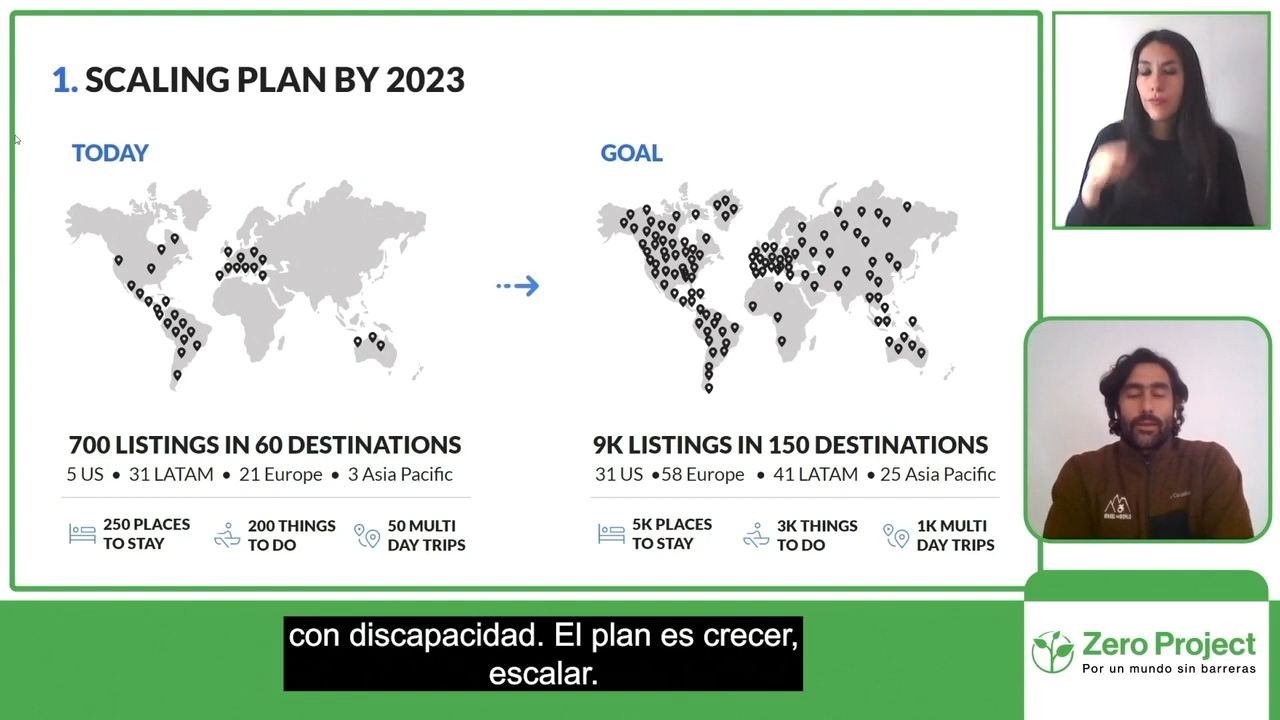 1. SCALING PLAN BY 2023
TODAY
GOAL
700 LISTINGS IN 60 DESTINATIONS
5 US • 31 LATAM • 21 Europe • 3 Asia Pacific
250 PLACES
TO STAY
200 THINGS
TO DO
50 MULTI
DAY TRIPS
9K LISTINGS IN 150 DESTINATIONS
31 US •58 Europe • 41 LATAM • 25 Asia Pacific
5K PLACES
TO STAY
3K THINGS
TO DO
1K MULTI
DAY TRIPS
con discapacidad. El plan es crecer,
escalar.
Zero Project
Por un mundo sin barreras